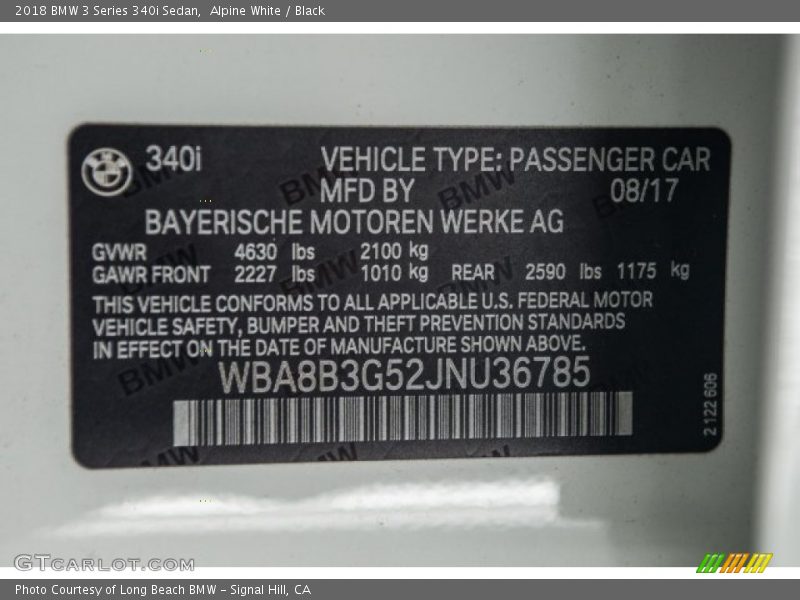 2018 BMW 3 Series 340i Sedan, Alpine White / Black
340i VEHICLE TYPE: PASSENGER CAR
MFD BY 08/17
BAYERISCHE MOTOREN WERKE AG
GVWR 4630 lbs 2100 kg
GAWR FRONT 2227 lbs 1010 kg REAR 2590 lbs 1175 kg
THIS VEHICLE CONFORMS TO ALL APPLICABLE U.S. FEDERAL MOTOR
VEHICLE SAFETY, BUMPER AND THEFT PREVENTION STANDARDS
IN EFFECT ON THE DATE OF MANUFACTURE SHOWN ABOVE.
WBA8B3G52JNU36785
2 122 606
GTCARLOT.COM
Photo Courtesy of Long Beach BMW – Signal Hill, CA